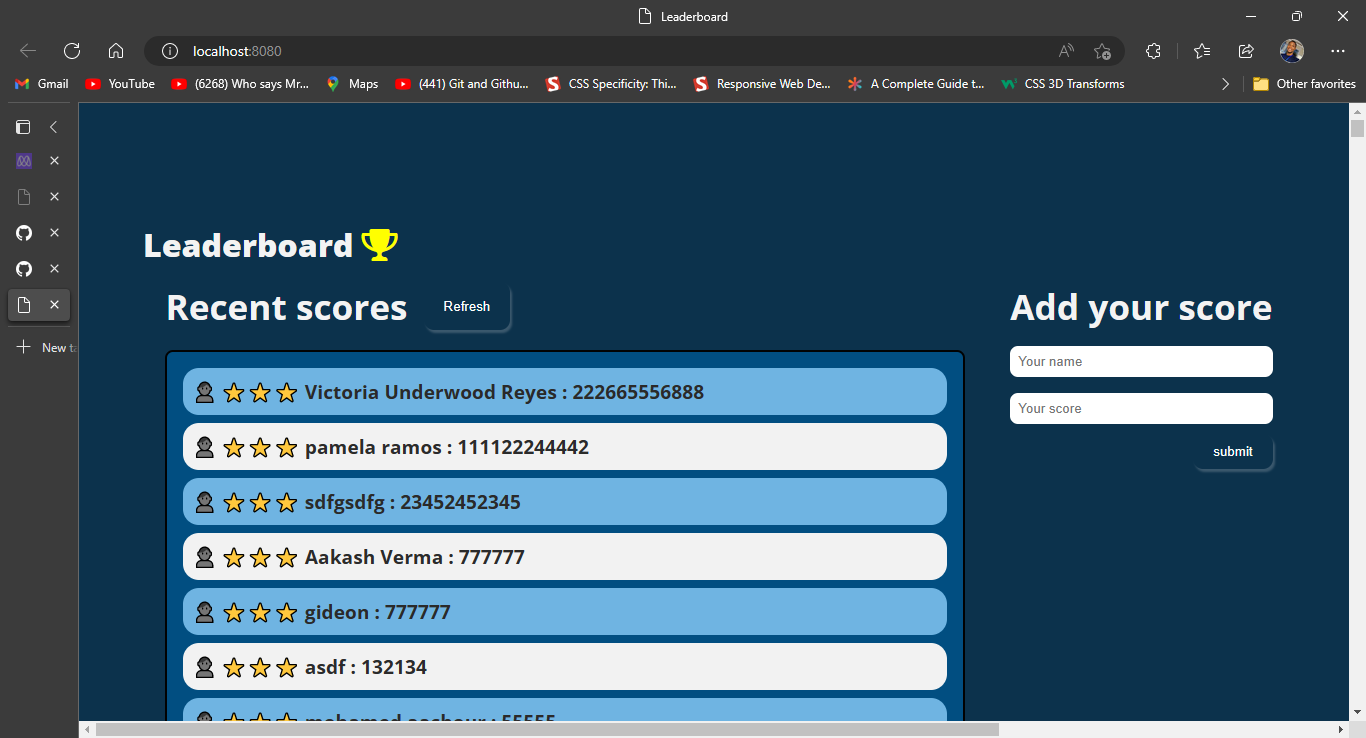 Leaderboard
localhost:8080
Gmail
YouTube
(6268) Who says Mr...
Maps
(441) Git and Githu...
CSS Specificity: Thi...
Responsive Web De...
A Complete Guide t...
CSS 3D Transforms
Other favorites
New ta
Leaderboard
Recent scores
Refresh
Add your score
Your name
Your score
submit
Victoria Underwood Reyes : 222665556888
pamela ramos : 111122244442
sdfgsdfg : 23452452345
Aakash Verma : 777777
gideon : 777777
asdf : 132134